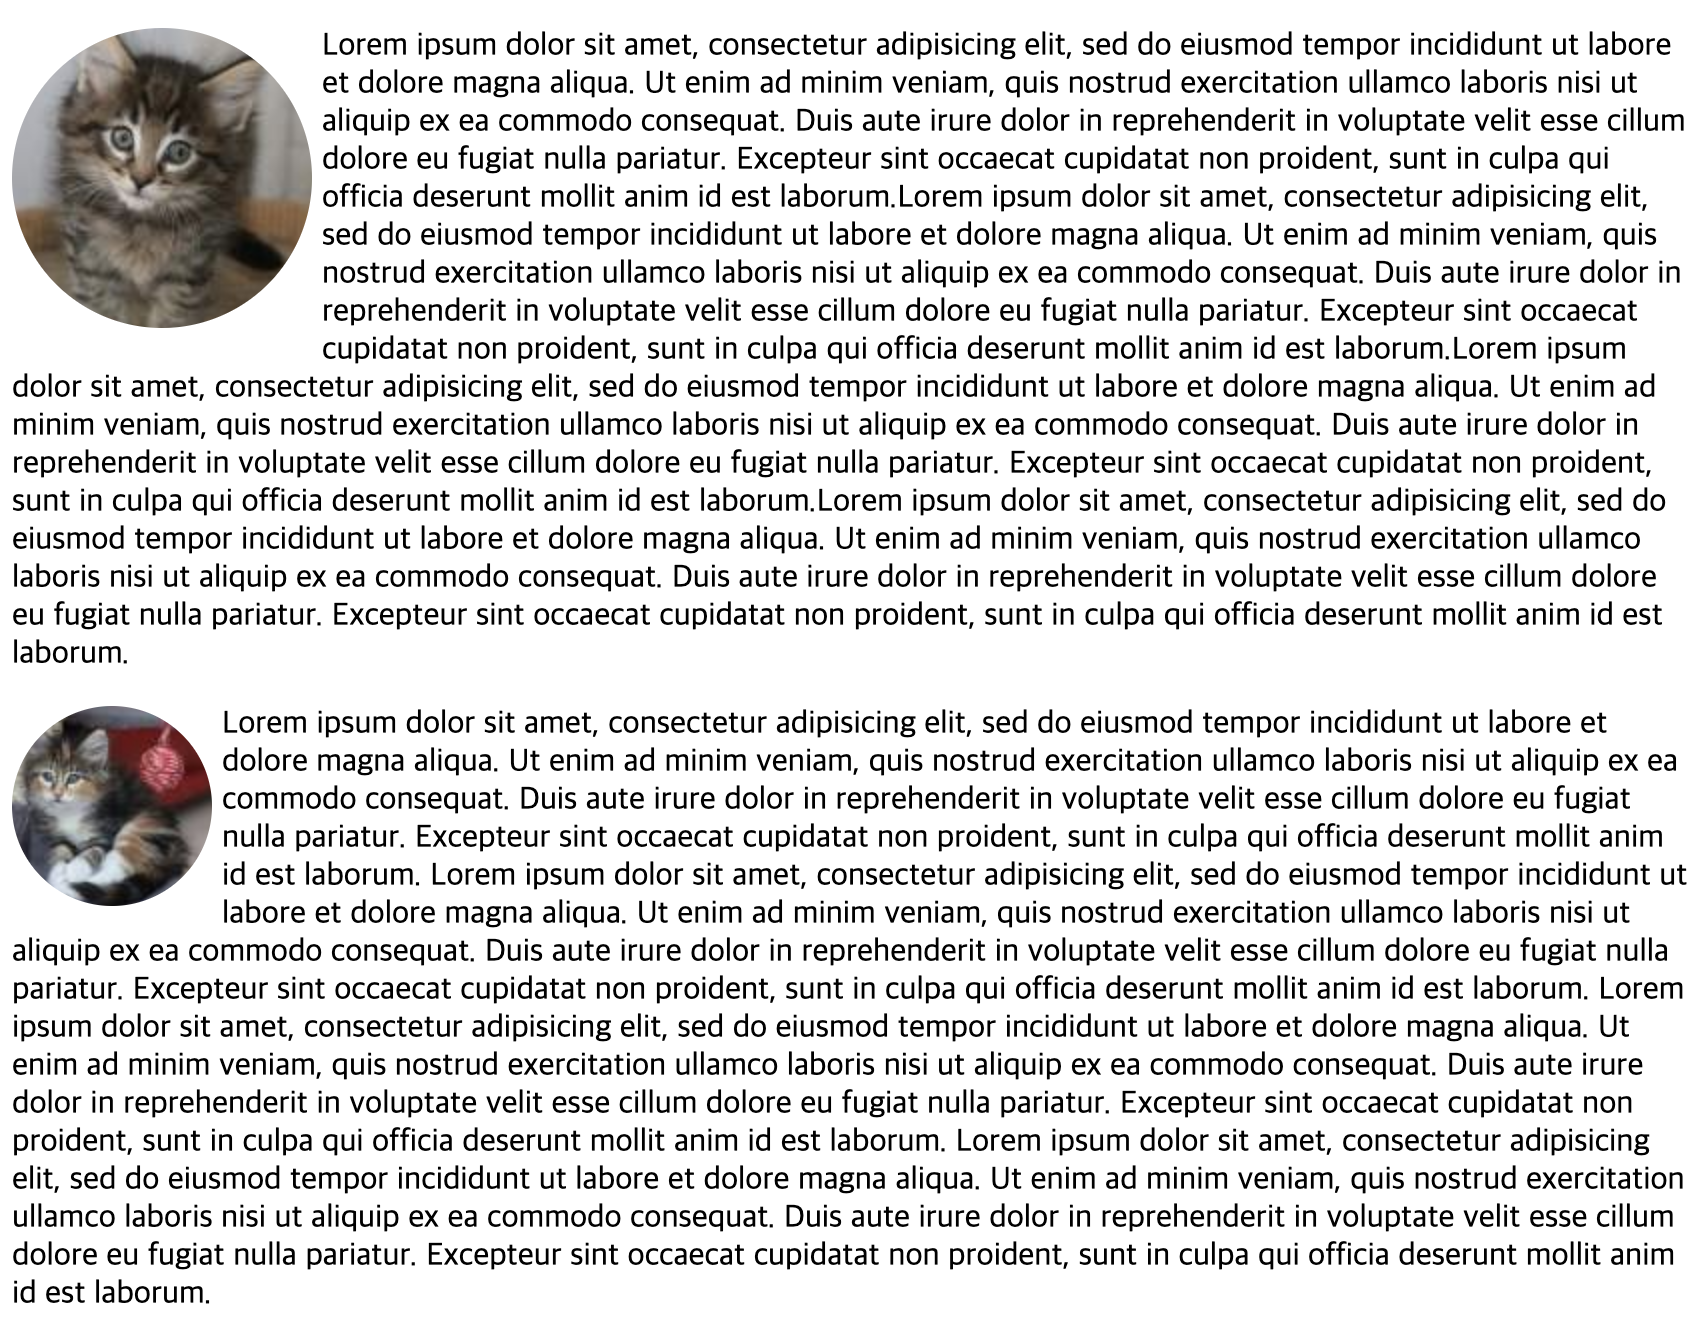 Lorem ipsum dolor sit amet, consectetur adipisicing elit, sed do eiusmod tempor incididunt ut labore
et dolore magna aliqua. Ut enim ad minim veniam, quis nostrud exercitation ullamco laboris nisi ut
aliquip ex ea commodo consequat. Duis aute irure dolor in reprehenderit in voluptate velit esse cillum
dolore eu fugiat nulla pariatur. Excepteur sint occaecat cupidatat non proident, sunt in culpa qui
officia deserunt mollit anim id est laborum.Lorem ipsum dolor sit amet, consectetur adipisicing elit,
sed do eiusmod tempor incididunt ut labore et dolore magna aliqua. Ut enim ad minim veniam, quis
nostrud exercitation ullamco laboris nisi ut aliquip ex ea commodo consequat. Duis aute irure dolor in
reprehenderit in voluptate velit esse cillum dolore eu fugiat nulla pariatur. Excepteur sint occaecat
cupidatat non proident, sunt in culpa qui officia deserunt mollit anim id est laborum.Lorem ipsum
dolor sit amet, consectetur adipisicing elit, sed do eiusmod tempor incididunt ut labore et dolore magna aliqua. Ut enim ad
minim veniam, quis nostrud exercitation ullamco laboris nisi ut aliquip ex ea commodo consequat. Duis aute irure dolor in
reprehenderit in voluptate velit esse cillum dolore eu fugiat nulla pariatur. Excepteur sint occaecat cupidatat non proident,
sunt in culpa qui officia deserunt mollit anim id est laborum.Lorem ipsum dolor sit amet, consectetur adipisicing elit, sed do
eiusmod tempor incididunt ut labore et dolore magna aliqua. Ut enim ad minim veniam, quis nostrud exercitation ullamco
laboris nisi ut aliquip ex ea commodo consequat. Duis aute irure dolor in reprehenderit in voluptate velit esse cillum dolore
eu fugiat nulla pariatur. Excepteur sint occaecat cupidatat non proident, sunt in culpa qui officia deserunt mollit anim id est
laborum.
Lorem ipsum dolor sit amet, consectetur adipisicing elit, sed do eiusmod tempor incididunt ut labore et
dolore magna aliqua. Ut enim ad minim veniam, quis nostrud exercitation ullamco laboris nisi ut aliquip ex ea
commodo consequat. Duis aute irure dolor in reprehenderit in voluptate velit esse cillum dolore eu fugiat
nulla pariatur. Excepteur sint occaecat cupidatat non proident, sunt in culpa qui officia deserunt mollit anim
id est laborum. Lorem ipsum dolor sit amet, consectetur adipisicing elit, sed do eiusmod tempor incididunt ut
labore et dolore magna aliqua. Ut enim ad minim veniam, quis nostrud exercitation ullamco laboris nisi ut
aliquip ex ea commodo consequat. Duis aute irure dolor in reprehenderit in voluptate velit esse cillum dolore eu fugiat nulla
pariatur. Excepteur sint occaecat cupidatat non proident, sunt in culpa qui officia deserunt mollit anim id est laborum. Lorem
ipsum dolor sit amet, consectetur adipisicing elit, sed do eiusmod tempor incididunt ut labore et dolore magna aliqua. Ut
enim ad minim veniam, quis nostrud exercitation ullamco laboris nisi ut aliquip ex ea commodo consequat. Duis aute irure
dolor in reprehenderit in voluptate velit esse cillum dolore eu fugiat nulla pariatur. Excepteur sint occaecat cupidatat non
proident, sunt in culpa qui officia deserunt mollit anim id est laborum. Lorem ipsum dolor sit amet, consectetur adipisicing
elit, sed do eiusmod tempor incididunt ut labore et dolore magna aliqua. Ut enim ad minim veniam, quis nostrud exercitation
ullamco laboris nisi ut aliquip ex ea commodo consequat. Duis aute irure dolor in reprehenderit in voluptate velit esse cillum
dolore eu fugiat nulla pariatur. Excepteur sint occaecat cupidatat non proident, sunt in culpa qui officia deserunt mollit anim
id est laborum.